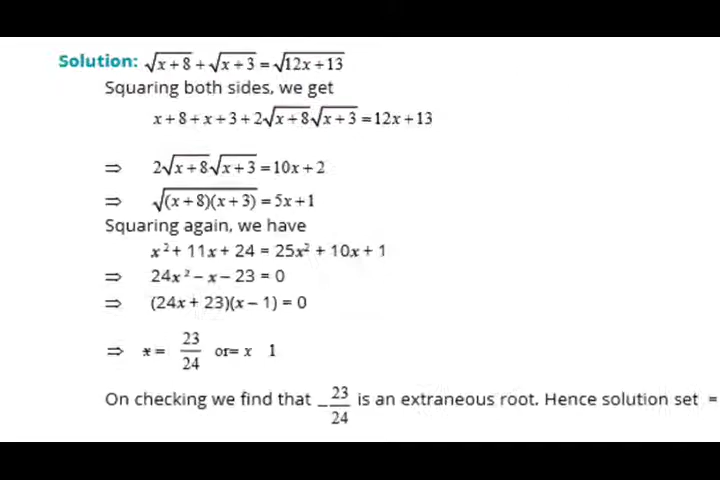 Solution: √(x+8) + √(x+3) = √(12x+13)
Squaring both sides, we get
x+8+x+3+2√(x+8)√(x+3) = 12x+13
⇒ 2√(x+8)√(x+3) = 10x+2
⇒ √((x+8)(x+3)) = 5x+1
Squaring again, we have
x²+ 11x + 24 = 25x² + 10x + 1
⇒ 24x² – x – 23 = 0
⇒ (24x + 23)(x – 1) = 0
⇒ x = 23/24 or= x 1
On checking we find that –23/24 is an extraneous root. Hence solution set =